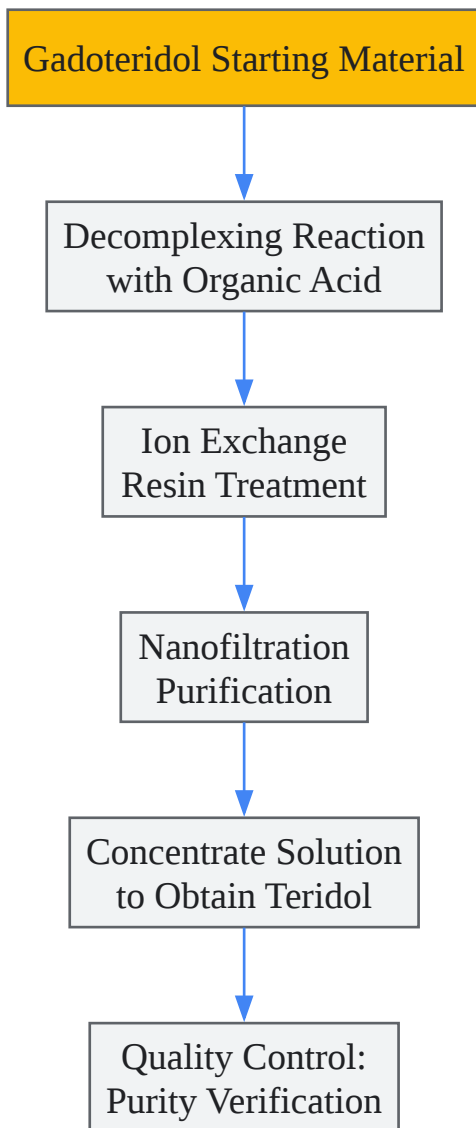 Gadoteridol Starting Material
Decomplexing Reaction
with Organic Acid
Ion Exchange
Resin Treatment
Nanofiltration
Purification
Concentrate Solution
to Obtain Teridol
Quality Control:
Purity Verification